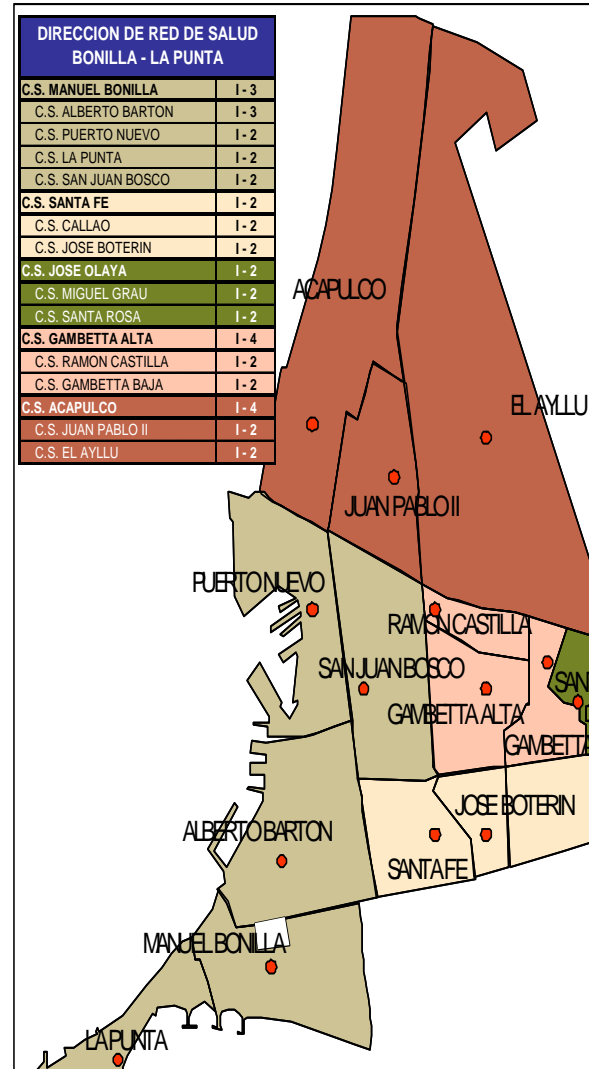 DIRECCION DE RED DE SALUD
BONILLA - LA PUNTA
C.S. MANUEL BONILLA I - 3
C.S. ALBERTO BARTON I - 3
C.S. PUERTO NUEVO I - 2
C.S. LA PUNTA I - 2
C.S. SAN JUAN BOSCO I - 2
C.S. SANTA FE I - 2
C.S. CALLAO I - 2
C.S. JOSE BOTERIN I - 2
C.S. JOSE OLAYA I - 2
C.S. MIGUEL GRAU I - 2
C.S. SANTA ROSA I - 2
C.S. GAMBETTA ALTA I - 4
C.S. RAMON CASTILLA I - 2
C.S. GAMBETTA BAJA I - 2
C.S. ACAPULCO I - 4
C.S. JUAN PABLO II I - 2
C.S. EL AYLLU I - 2
ACAPULCO
EL AYLLU
JUAN PABLO II
PUERTO NUEVO
RAMSN CASTILLA
SAN JUAN BOSCO
SAN
GAMBETTA ALTA
GAMBETTA
JOSE BOTERIN
ALBERTO BARTON
SANTA FE
MANUEL BONILLA
LA PUNTA